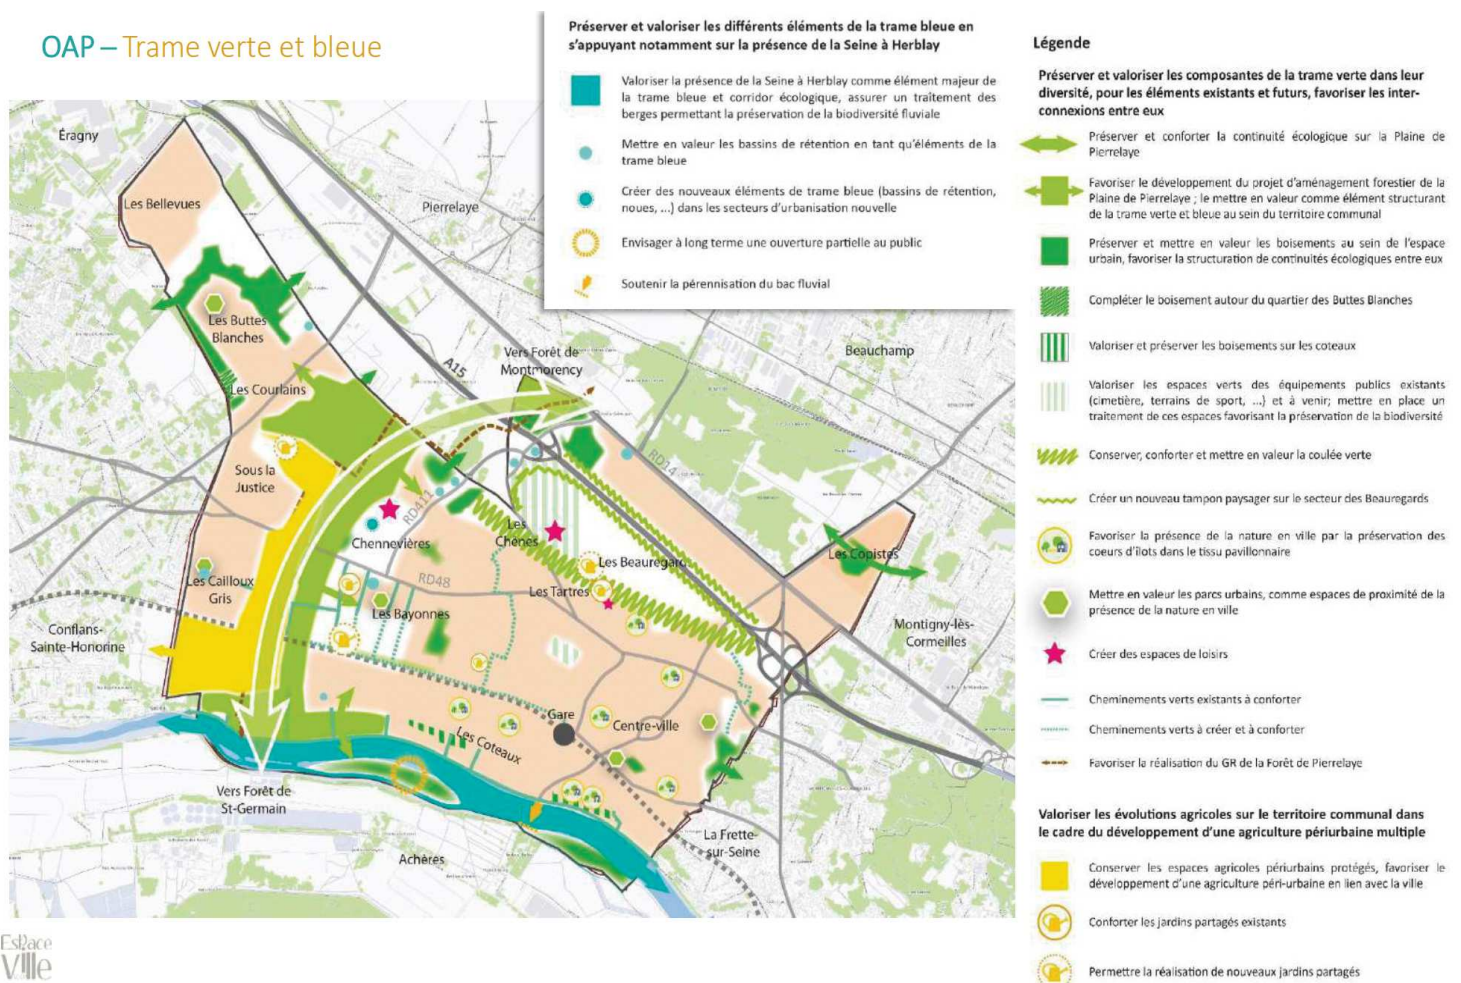 OAP – Trame verte et bleue
Préserver et valoriser les différents éléments de la trame bleue en
s'appuyant notamment sur la présence de la Seine à Herblay
Valoriser la présence de la Seine à Herblay comme élément majeur de
la trame bleue et corridor écologique, assurer un traîtement des
berges permettant la préservation de la biodiversité fluviale
Mettre en valeur les bassins de rétention en tant qu'éléments de la
trame bleue
Créer des nouveaux éléments de trame bleue (bassins de rétention,
noues, ...) dans les secteurs d'urbanisation nouvelle
Envisager à long terme une ouverture partielle au public
Soutenir la pérennisation du bac fluvial
Légende
Préserver et valoriser les composantes de la trame verte dans leur
diversité, pour les éléments existants et futurs, favoriser les inter-
connexions entre eux
Préserver et conforter la continuité écologique sur la Plaine de
Pierrelaye
Favoriser le développement du projet d'aménagement forestier de la
Plaine de Pierrelaye ; le mettre en valeur comme élément structurant
de la trame verte et bleue au sein du territoire communal
Préserver et mettre en valeur les boisements au sein de l'espace
urbain, favoriser la structuration de continuités écologiques entre eux
Compléter le boisement autour du quartier des Buttes Blanches
Valoriser et préserver les boisements sur les coteaux
Valoriser les espaces verts des équipements publics existants
(cimetière, terrains de sport, ...) et à venir; mettre en place un
traitement de ces espaces favorisant la préservation de la biodiversité
Conserver, conforter et mettre en valeur la coulée verte
Créer un nouveau tampon paysager sur le secteur des Beauregards
Favoriser la présence de la nature en ville par la préservation des
coeurs d'îlots dans le tissu pavillonnaire
Mettre en valeur les parcs urbains, comme espaces de proximité de la
présence de la nature en ville
Créer des espaces de loisirs
Cheminements verts existants à conforter
Cheminements verts à créer et à conforter
Favoriser la réalisation du GR de la Forêt de Pierrelaye
Valoriser les évolutions agricoles sur le territoire communal dans
le cadre du développement d'une agriculture périurbaine multiple
Conserver les espaces agricoles périurbains protégés, favoriser le
développement d'une agriculture péri-urbaine en lien avec la ville
Conforter les jardins partagés existants
Permettre la réalisation de nouveaux jardins partagés
Éragny
Les Bellevues
Pierrelaye
Les Buttes
Blanches
Vers Forêt de
Montmorency
Beauchamp
A15
Les Courlains
RD14
Sous la
Justice
RD411
Les
Chênes
Chennevières
Les Copistes
Les Beauregard
RD48
Les Cailloux
Gris
Les Tartres
Les Bayonnes
Conflans-
Sainte-Honorine
Montigny-lès-
Cormeilles
Gare
Centre-ville
Les Coteaux
Vers Forêt de
St-Germain
La Frette-
sur-Seine
Achères
Espace
Ville